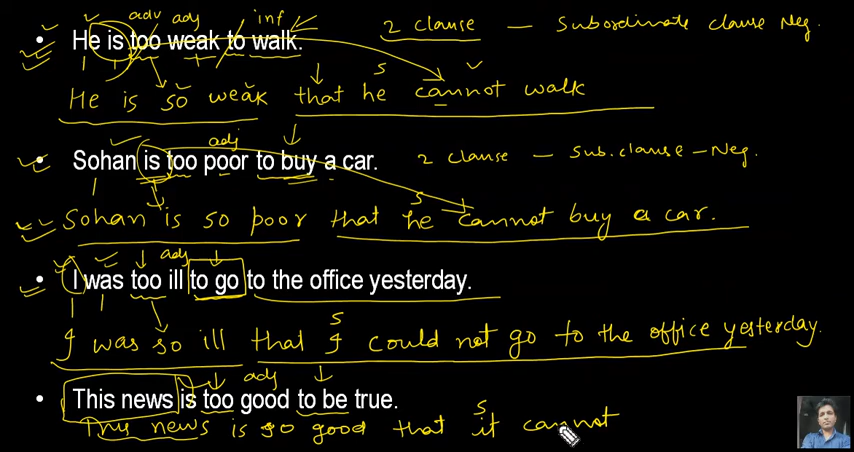 adv adj inf
• He is too weak to walk. 2 clause — Subordinate clause Neg.
s
He is so weak that he cannot walk
adj
• Sohan is too poor to buy a car. 2 clause — Sub. clause – Neg.
s
Sohan is so poor that he cannot buy a car.
adj
• I was too ill to go to the office yesterday.
s
I was so ill that I could not go to the office yesterday.
adj
• This news is too good to be true.
s
This news is so good that it cannot